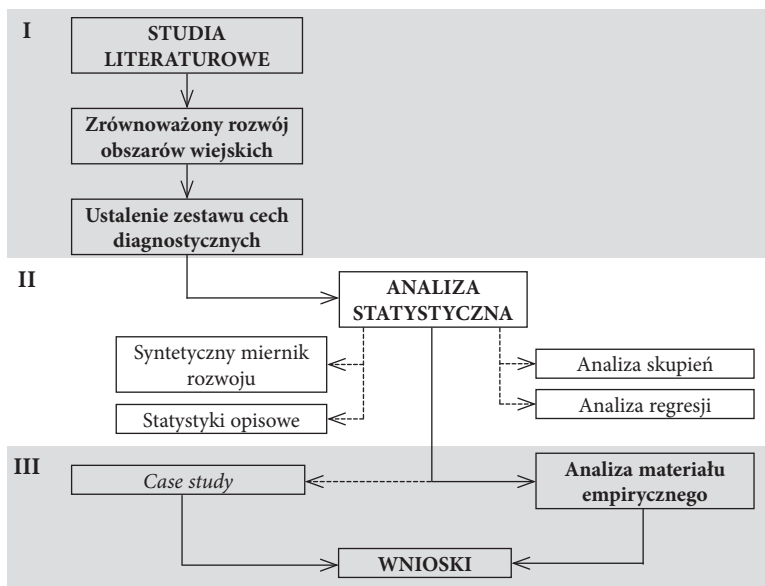 I
STUDIA
LITERATUROWE
Zrównoważony rozwój
obszarów wiejskich
Ustalenie zestawu cech
diagnostycznych
II
ANALIZA
STATYSTYCZNA
Syntetyczny miernik
rozwoju
Statystyki opisowe
Analiza skupień
Analiza regresji
III
Case study
Analiza materiału
empirycznego
WNIOSKI